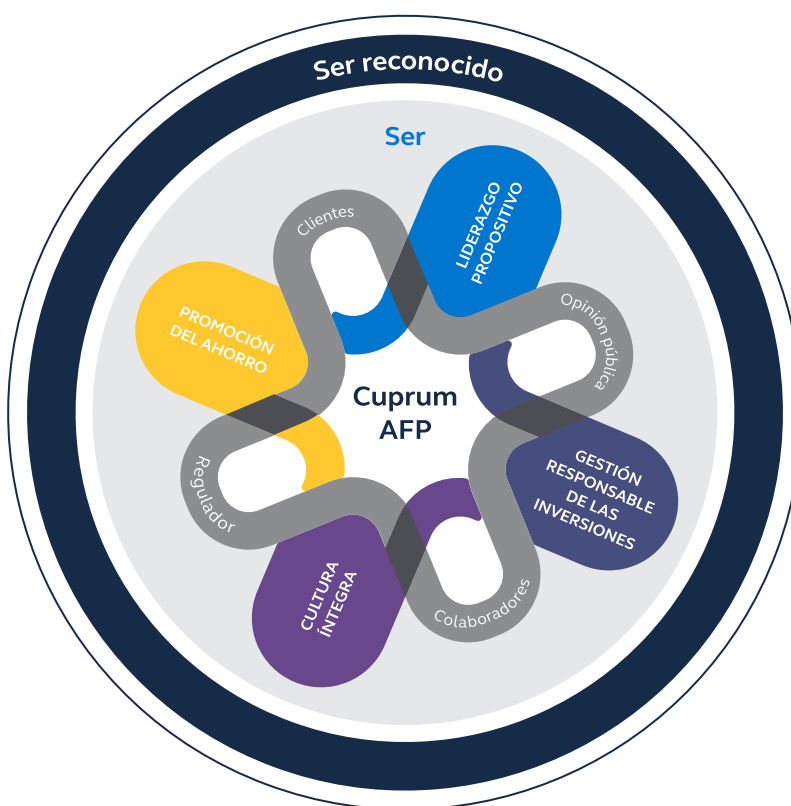 Ser reconocido
Ser
Clientes
LIDERAZGO
PROPOSITIVO
Opinión pública
PROMOCIÓN
DEL AHORRO
Cuprum
AFP
GESTIÓN
RESPONSABLE
DE LAS
INVERSIONES
Regulador
CULTURA
ÍNTEGRA
Colaboradores